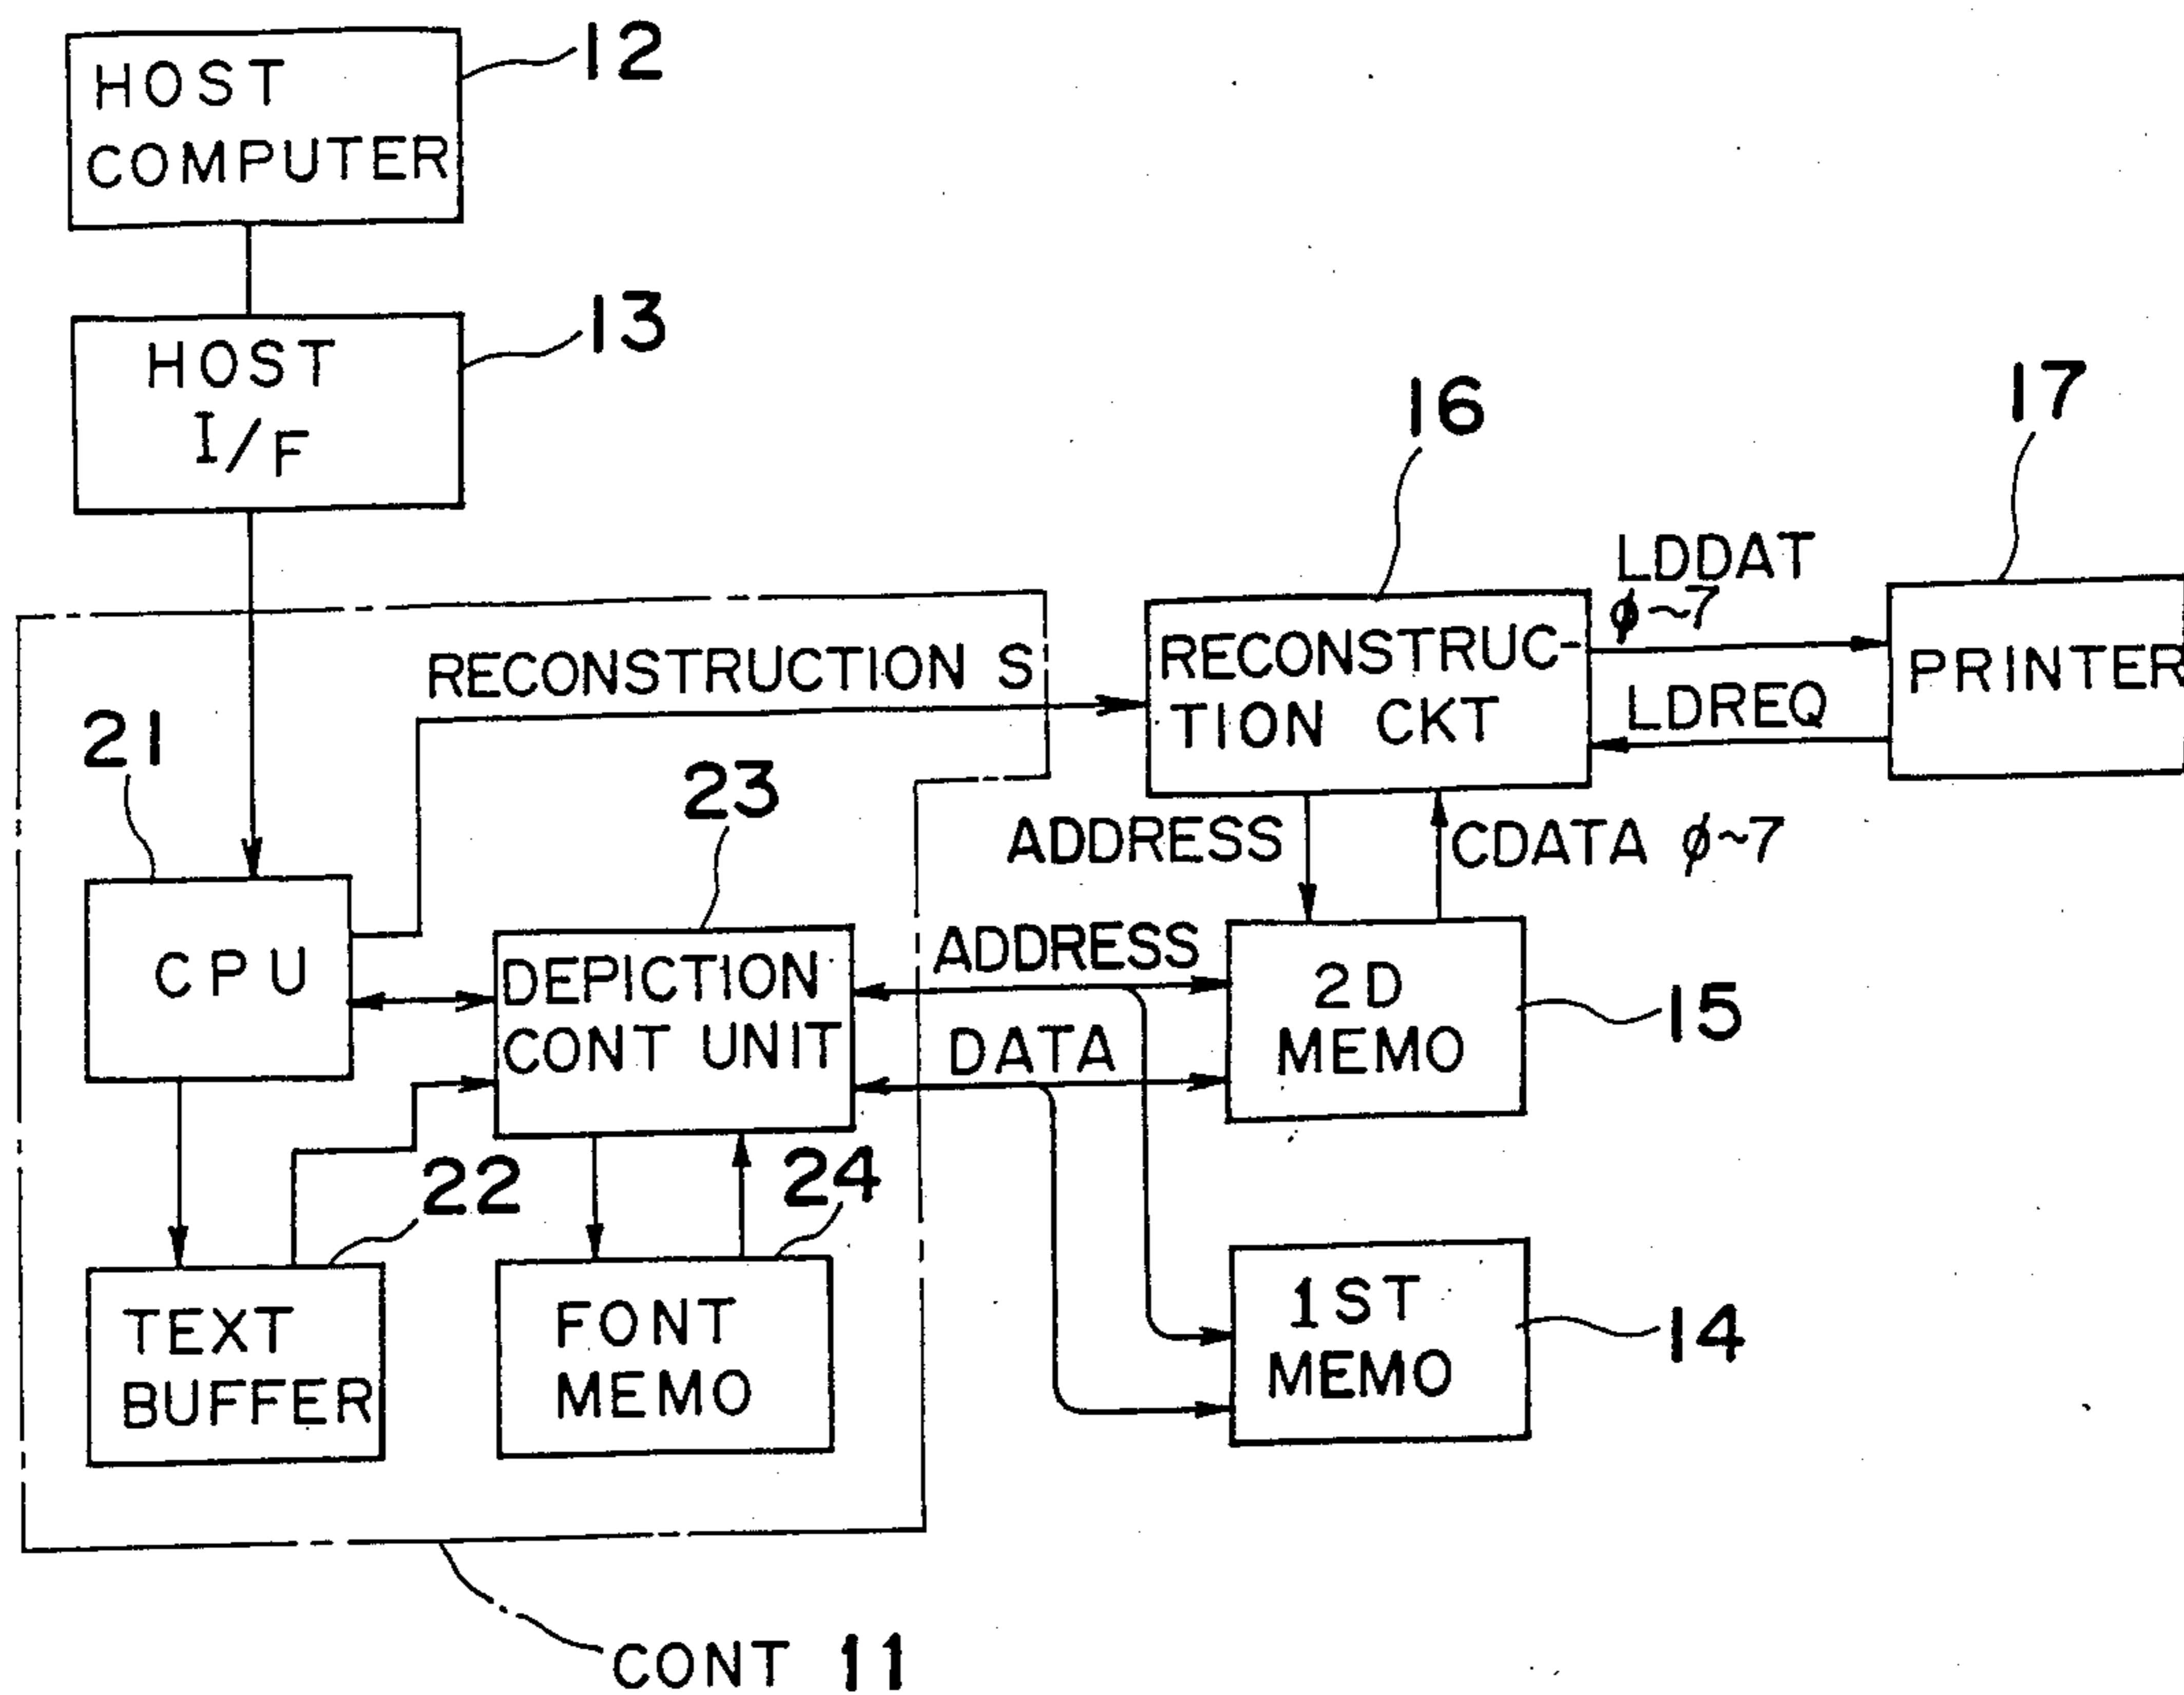 12
HOST
COMPUTER
13
HOST
I/F
16
17
LDDAT
φ~7
RECONSTRUCTION S
RECONSTRUC-
TION CKT
PRINTER
LDREQ
21
23
ADDRESS
CDATA φ~7
CPU
DEPICTION
CONT UNIT
ADDRESS
DATA
2D
MEMO
15
22
24
TEXT
BUFFER
FONT
MEMO
1ST
MEMO
14
CONT 11